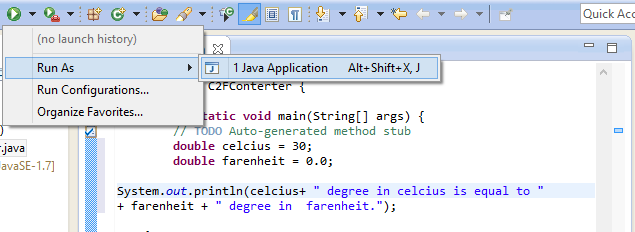 Quick Acce
(no launch history)
Run As
1 Java Application Alt+Shift+X, J
Run Configurations...
C2FConterter {
Organize Favorites...
static void main(String[] args) {
// TODO Auto-generated method stub
r.java
double celcius = 30;
JavaSE-1.7]
double farenheit = 0.0;
System.out.println(celcius+ " degree in celcius is equal to "
+ farenheit + " degree in farenheit.");